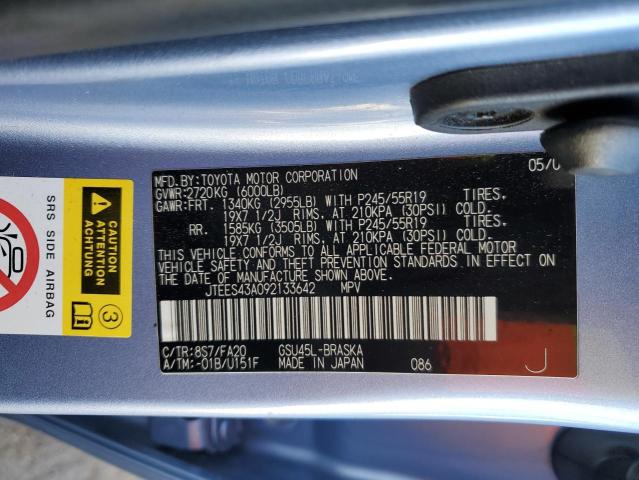 MFD.BY:TOYOTA MOTOR CORPORATION 05/0
GVWR:2720KG (6000LB)
GAWR:FRT. 1340KG (2955LB) WITH P245/55R19 TIRES.
19X7 1/2J RIMS. AT 210KPA (30PSI) COLD.
RR. 1585KG (3505LB) WITH P245/55R19 TIRES.
19X7 1/2J RIMS. AT 210KPA (30PSI) COLD.
THIS VEHICLE CONFORMS TO ALL APPLICABLE FEDERAL MOTOR
VEHICLE SAFETY AND THEFT PREVENTION STANDARDS IN EFFECT ON
THE DATE OF MANUFACTURE SHOWN ABOVE.
JTEES43A092133642 MPV
C/TR:8S7/FA20 GSU45L-BRASKA
A/TM:-01B/U151F MADE IN JAPAN 086
J
SRS SIDE AIRBAG
CAUTION
ATTENTION
ACHTUNG
3